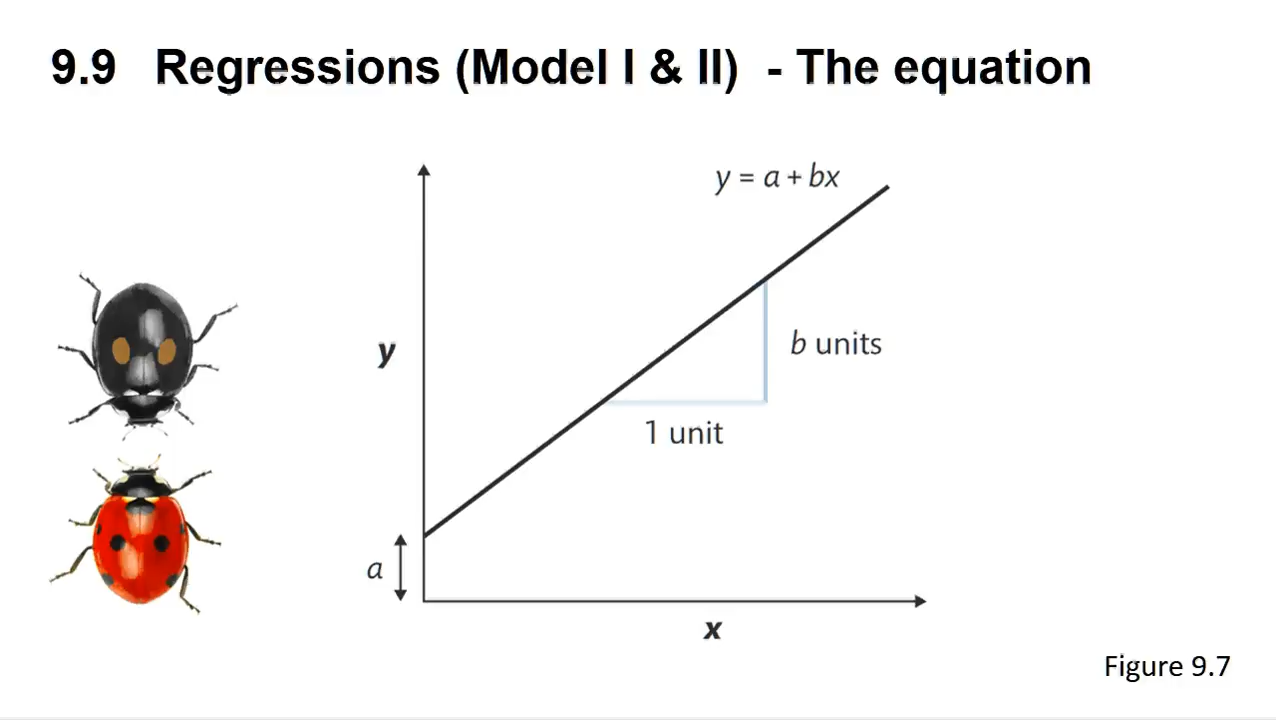 9.9 Regressions (Model I & II) - The equation
y = a + bx
y
b units
1 unit
a
x
Figure 9.7